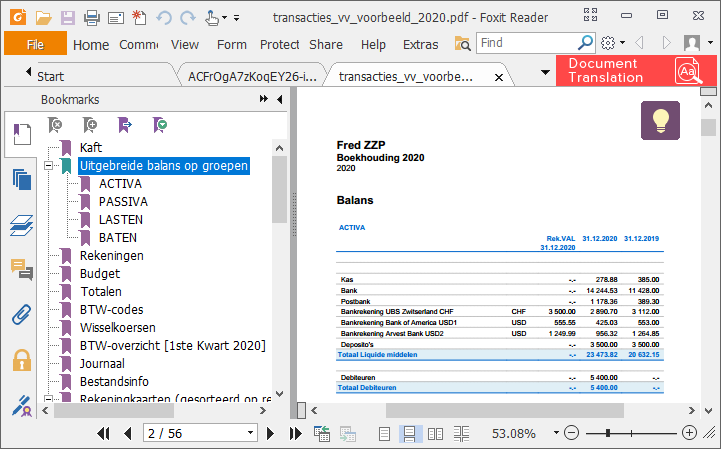 transacties_vv_voorbeeld_2020.pdf - Foxit Reader
File Home Comme Form Protect Share Help Extras Find
Start ACFrOgA7zKoqEY26-i... transacties_vv_voorbe...
Document Translation
Bookmarks
Kaft
Uitgebreide balans op groepen
ACTIVA
PASSIVA
LASTEN
BATEN
Rekeningen
Budget
Totalen
BTW-codes
Wisselkoersen
BTW-overzicht [1ste Kwart 2020]
Journaal
Bestandsinfo
Rekeningkaarten (gesorteerd op re
Fred ZZP
Boekhouding 2020
2020
Balans
ACTIVA
Rek.VAL 31.12.2020 31.12.2019
31.12.2020
Kas -.- 278.88 385.00
Bank -.- 14 244.53 11 428.00
Postbank -.- 1 178.36 389.30
Bankrekening UBS Zwitserland CHF CHF 3 500.00 2 890.70 3 112.00
Bankrekening Bank of America USD1 USD 555.55 425.03 553.00
Bankrekening Arvest Bank USD2 USD 1 249.99 956.32 1 264.85
Deposito's -.- 3 500.00 3 500.00
Totaal Liquide middelen -.- 23 473.82 20 632.15
Debiteuren -.- 5 400.00 -.-
Totaal Debiteuren -.- 5 400.00 -.-
2 / 56 53.08%